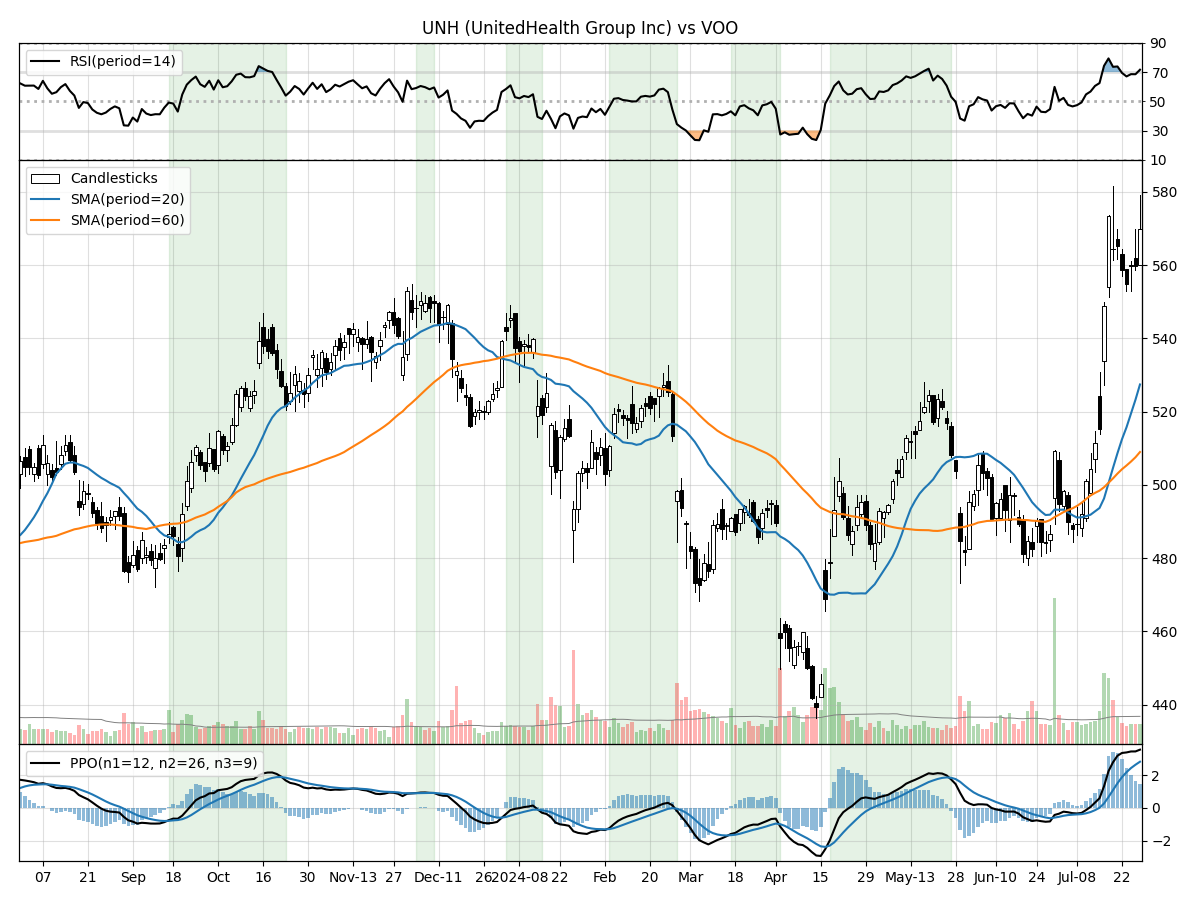 UNH (UnitedHealth Group Inc) vs VOO
RSI(period=14)
90
70
50
30
10
Candlesticks
SMA(period=20)
SMA(period=60)
580
560
540
520
500
480
460
440
PPO(n1=12, n2=26, n3=9)
2
0
−2
07 21 Sep 18 Oct 16 30 Nov-13 27 Dec-11 26 2024-08 22 Feb 20 Mar 18 Apr 15 29 May-13 28 Jun-10 24 Jul-08 22